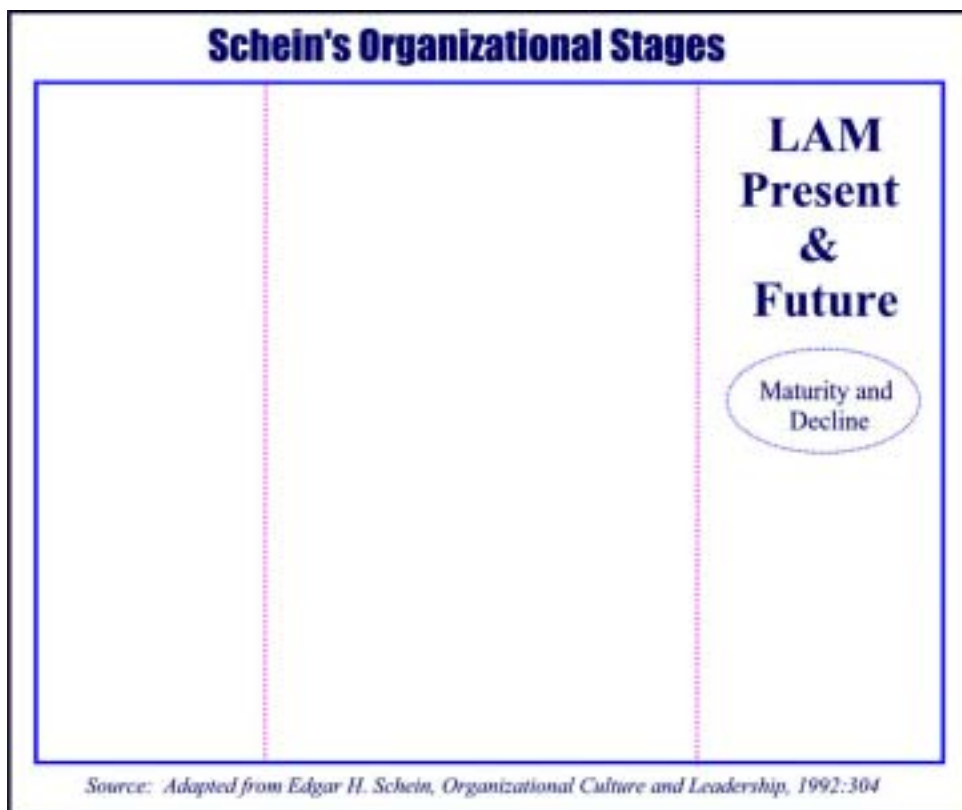 Schein's Organizational Stages
LAM
Present
&
Future
Maturity and
Decline
Source: Adapted from Edgar H. Schein, Organizational Culture and Leadership, 1992:304